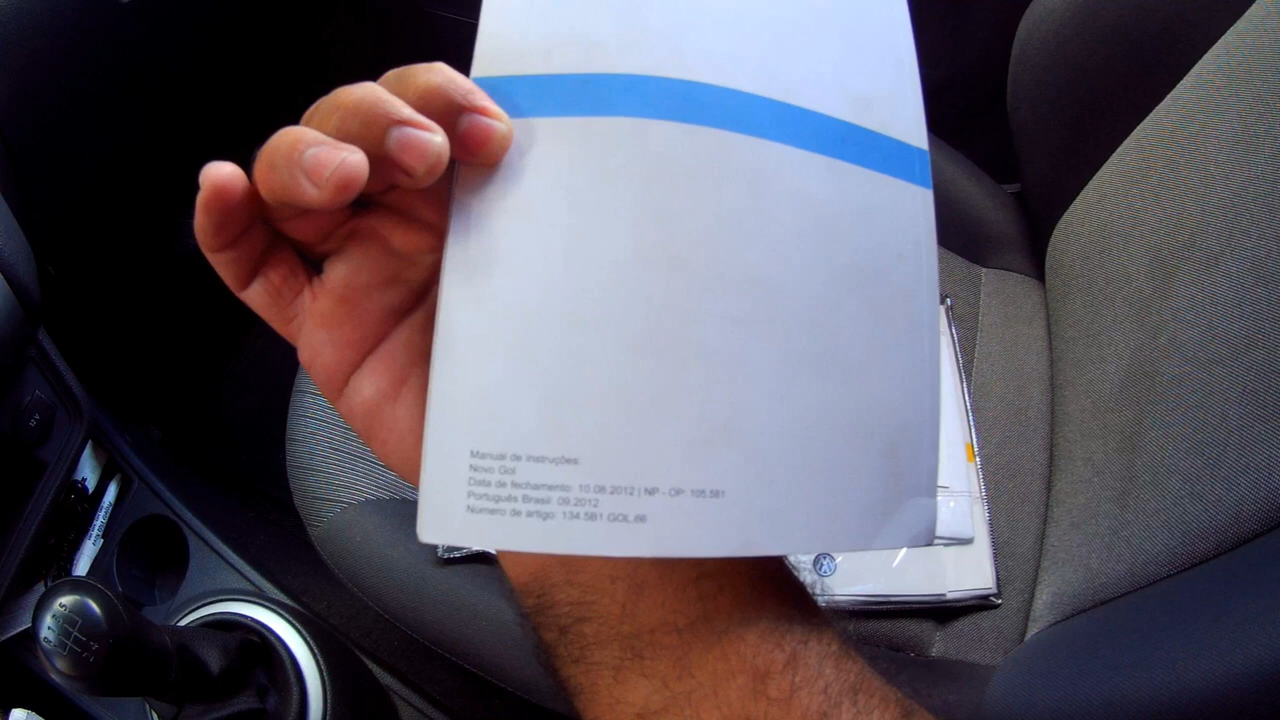 Manual de instruções:
Novo Gol
Data de fechamento: 10.08.2012 | NP - OP: 105.581
Português Brasil: 09.2012
Número de artigo: 134.5B1.GOL.66